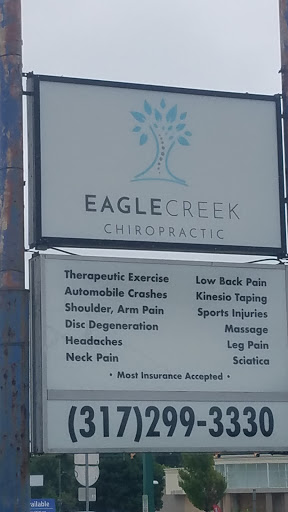 EAGLECREEK
CHIROPRACTIC
Therapeutic Exercise
Automobile Crashes
Shoulder, Arm Pain
Disc Degeneration
Headaches
Neck Pain
Low Back Pain
Kinesio Taping
Sports Injuries
Massage
Leg Pain
Sciatica
• Most Insurance Accepted •
(317)299-3330
ailable